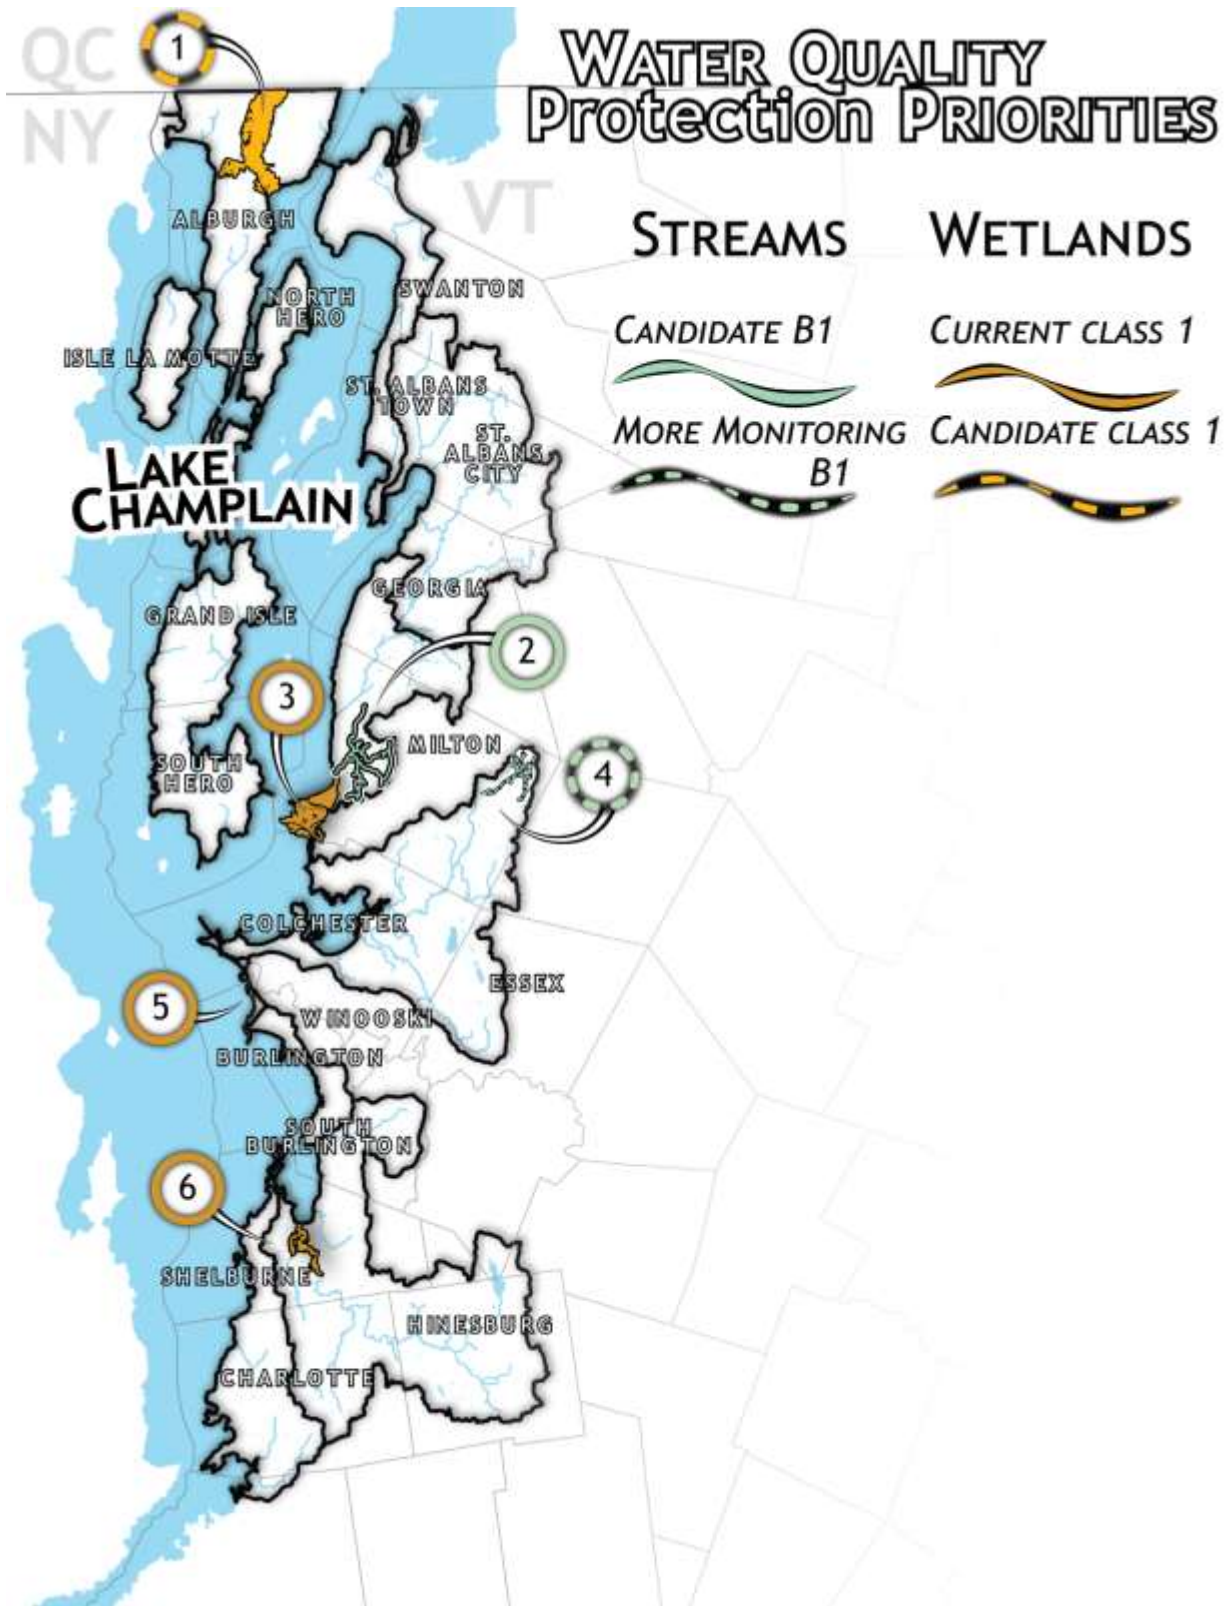 WATER QUALITY
Protection PRIORITIES
QC
NY
VT
1
STREAMS
WETLANDS
CANDIDATE B1
CURRENT CLASS 1
MORE MONITORING
B1
CANDIDATE CLASS 1
ALBURGH
SWANTON
NORTH
HERO
ISLE LA MOTTE
ST. ALBANS
TOWN
ST.
ALBANS
CITY
LAKE
CHAMPLAIN
GEORGIA
GRAND ISLE
2
3
MILTON
SOUTH
HERO
4
COLCHESTER
ESSEX
5
WINOOSKI
BURLINGTON
SOUTH
BURLINGTON
6
SHELBURNE
HINESBURG
CHARLOTTE